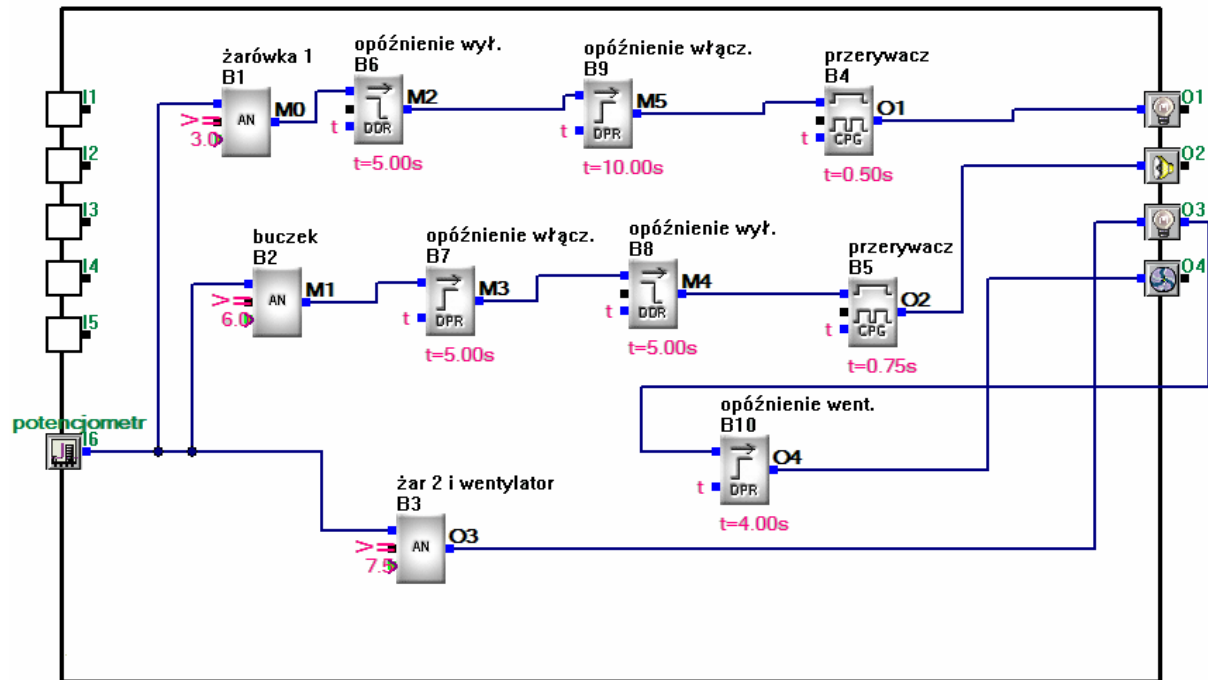 I1
I2
I3
I4
I5
potencjometr
I6
żarówka 1
B1
AN
>=
3.0
M0
opóźnienie wył.
B6
DDR
t
t=5.00s
M2
opóźnienie włącz.
B9
DPR
t
t=10.00s
M5
przerywacz
B4
CPG
t
t=0.50s
O1
buczek
B2
AN
>=
6.0
M1
opóźnienie włącz.
B7
DPR
t
t=5.00s
M3
opóźnienie wył.
B8
DDR
t
t=5.00s
M4
przerywacz
B5
CPG
t
t=0.75s
O2
opóźnienie went.
B10
DPR
t
t=4.00s
O4
żar 2 i wentylator
B3
AN
>=
7.5
O3
O1
O2
O3
O4